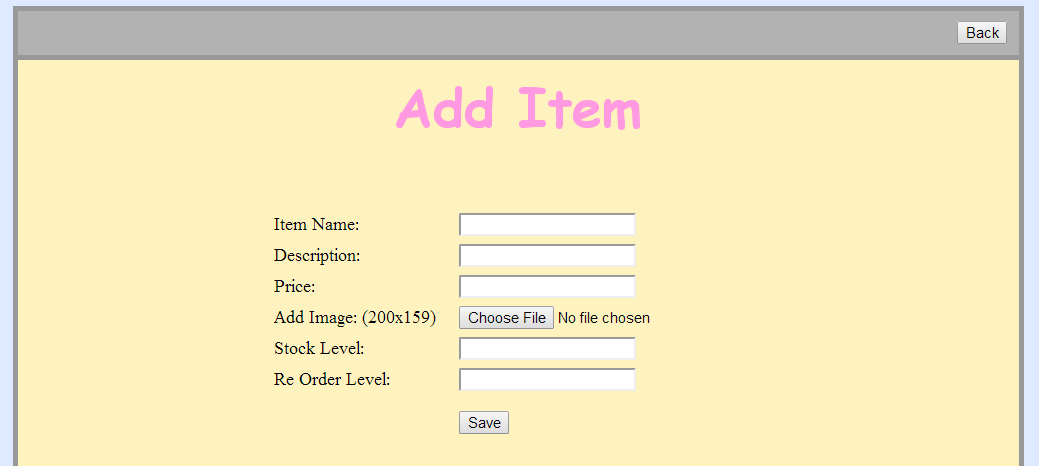 Back
Add Item
Item Name:
Description:
Price:
Add Image: (200x159) Choose File No file chosen
Stock Level:
Re Order Level:
Save